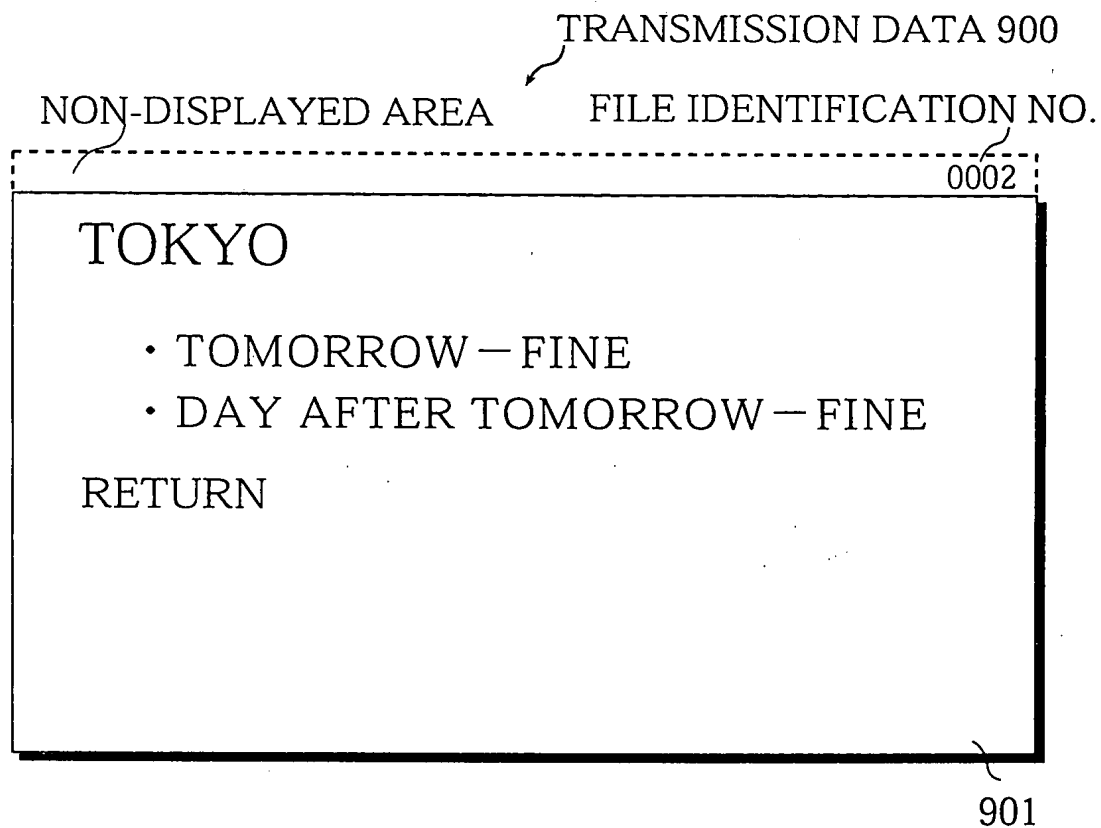 TRANSMISSION DATA 900
NON-DISPLAYED AREA
FILE IDENTIFICATION NO.
0002
TOKYO
・TOMORROW—FINE
・DAY AFTER TOMORROW—FINE
RETURN
901